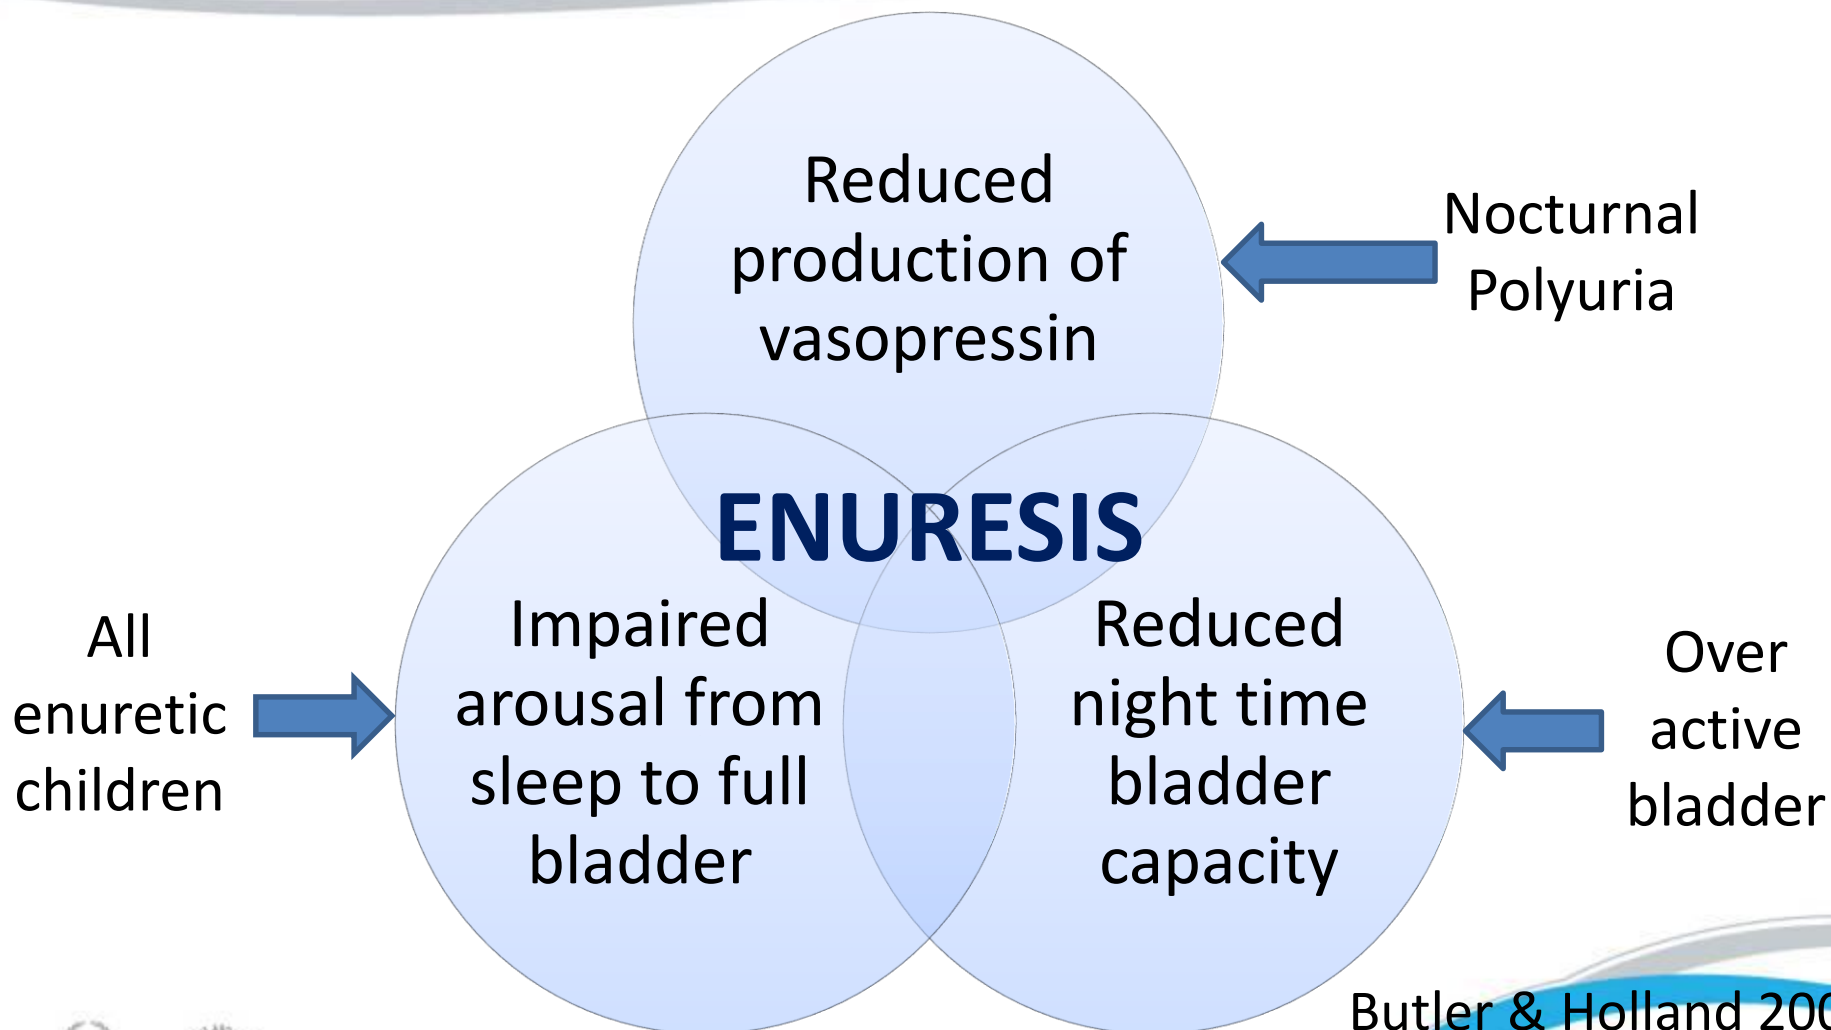 Reduced
production of
vasopressin
Nocturnal
Polyuria
ENURESIS
All
enuretic
children
Impaired
arousal from
sleep to full
bladder
Reduced
night time
bladder
capacity
Over
active
bladder
Butler & Holland